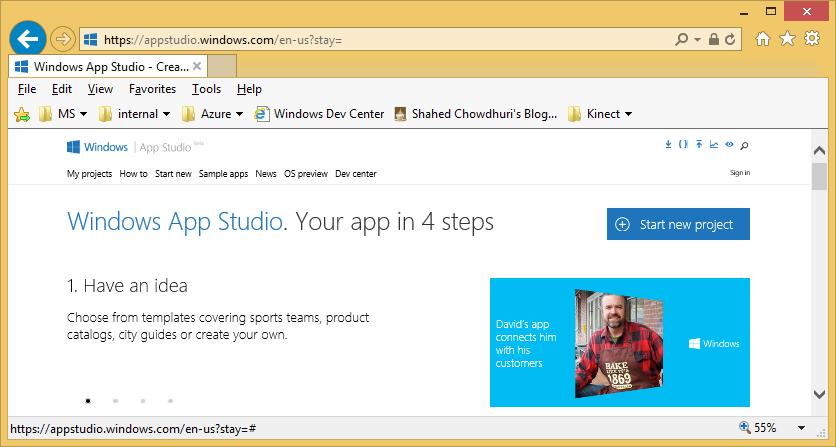 https://appstudio.windows.com/en-us?stay=
Windows App Studio - Crea...
File Edit View Favorites Tools Help
MS internal Azure Windows Dev Center Shahed Chowdhuri's Blog... Kinect
Windows App Studio Beta
My projects How to Start new Sample apps News OS preview Dev center
Sign in
Windows App Studio. Your app in 4 steps
Start new project
1. Have an idea
Choose from templates covering sports teams, product
catalogs, city guides or create your own.
David's app
connects him
with his
customers
BAKE
1869
Windows
https://appstudio.windows.com/en-us?stay=#
55%